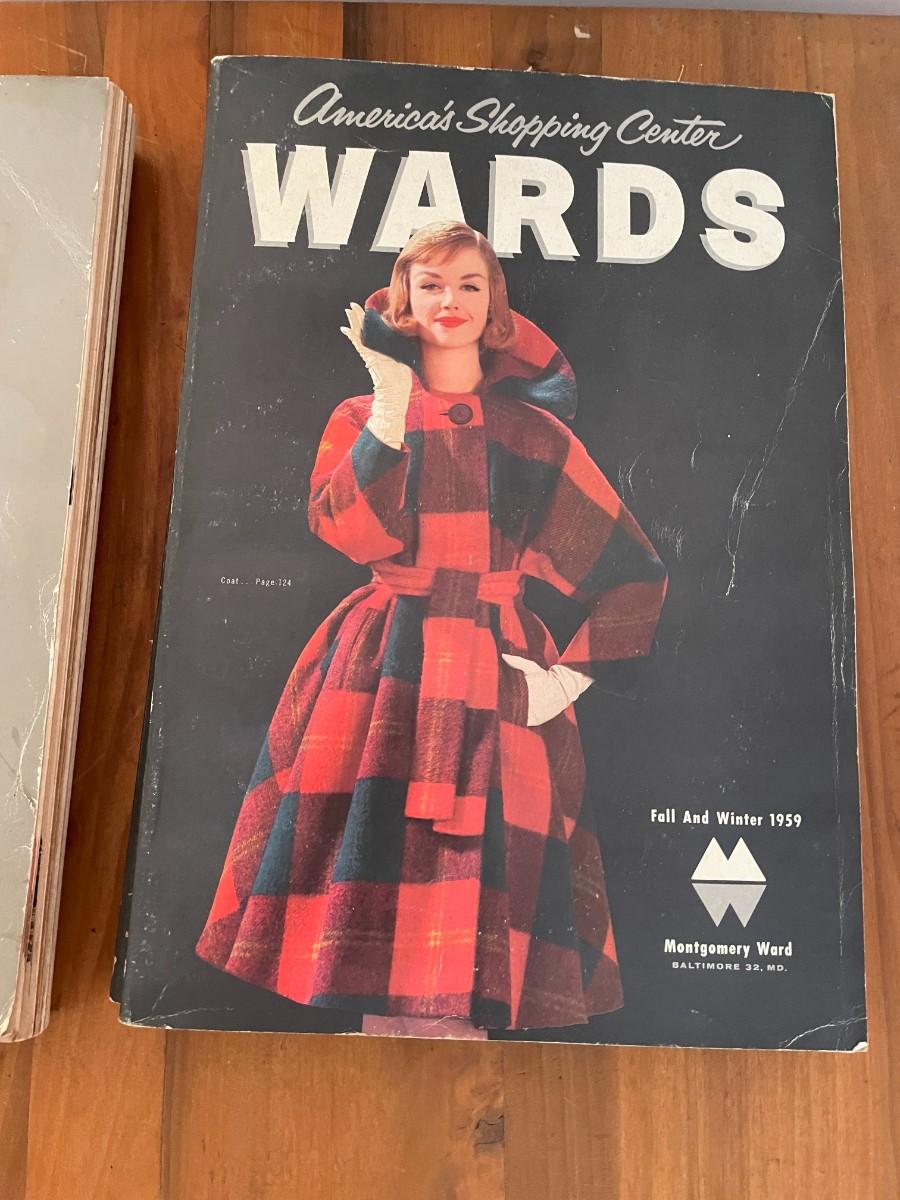 America's Shopping Center
WARDS
Coat.. Page 124
Fall And Winter 1959
Montgomery Ward
BALTIMORE 32, MD.